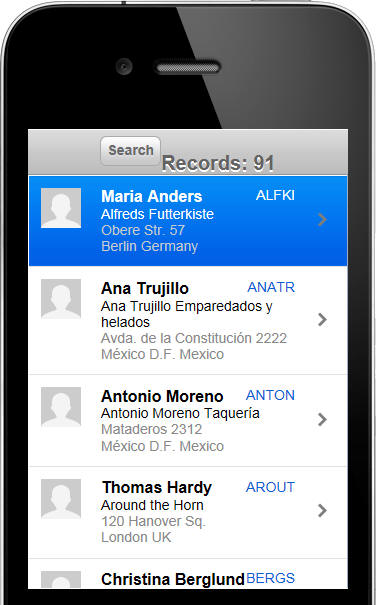 Search
Records: 91
Maria Anders ALFKI
Alfreds Futterkiste
Obere Str. 57
Berlin Germany
Ana Trujillo ANATR
Ana Trujillo Emparedados y
helados
Avda. de la Constitución 2222
México D.F. Mexico
Antonio Moreno ANTON
Antonio Moreno Taquería
Mataderos 2312
México D.F. Mexico
Thomas Hardy AROUT
Around the Horn
120 Hanover Sq.
London UK
Christina Berglund BERGS